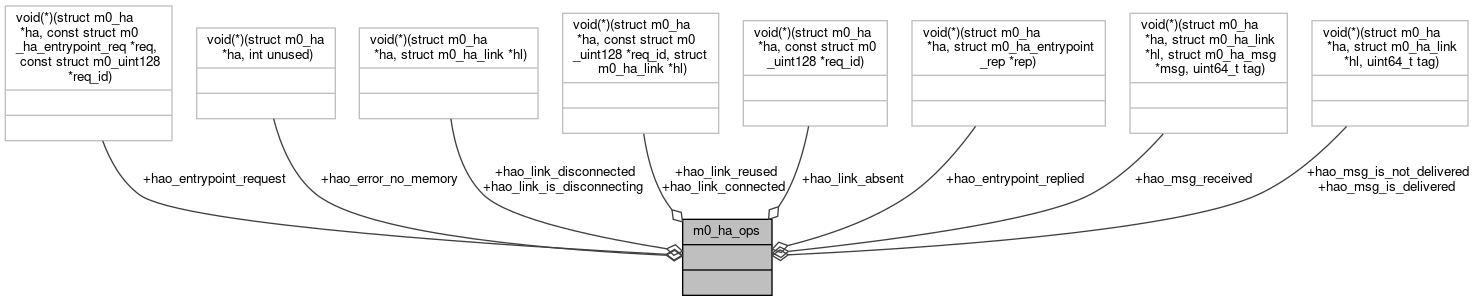 void(*)(struct m0_ha
*ha, const struct m0
_ha_entrypoint_req *req,
const struct m0_uint128
*req_id)
void(*)(struct m0_ha
*ha, int unused)
void(*)(struct m0_ha
*ha, struct m0_ha_link *hl)
void(*)(struct m0_ha
*ha, const struct m0
_uint128 *req_id, struct
m0_ha_link *hl)
void(*)(struct m0_ha
*ha, const struct m0
_uint128 *req_id)
void(*)(struct m0_ha
*ha, struct m0_ha_entrypoint
_rep *rep)
void(*)(struct m0_ha
*ha, struct m0_ha_link
*hl, struct m0_ha_msg
*msg, uint64_t tag)
void(*)(struct m0_ha
*ha, struct m0_ha_link
*hl, uint64_t tag)
+hao_entrypoint_request
+hao_error_no_memory
+hao_link_disconnected
+hao_link_is_disconnecting
+hao_link_reused
+hao_link_connected
+hao_link_absent
+hao_entrypoint_replied
+hao_msg_received
+hao_msg_is_not_delivered
+hao_msg_is_delivered
m0_ha_ops